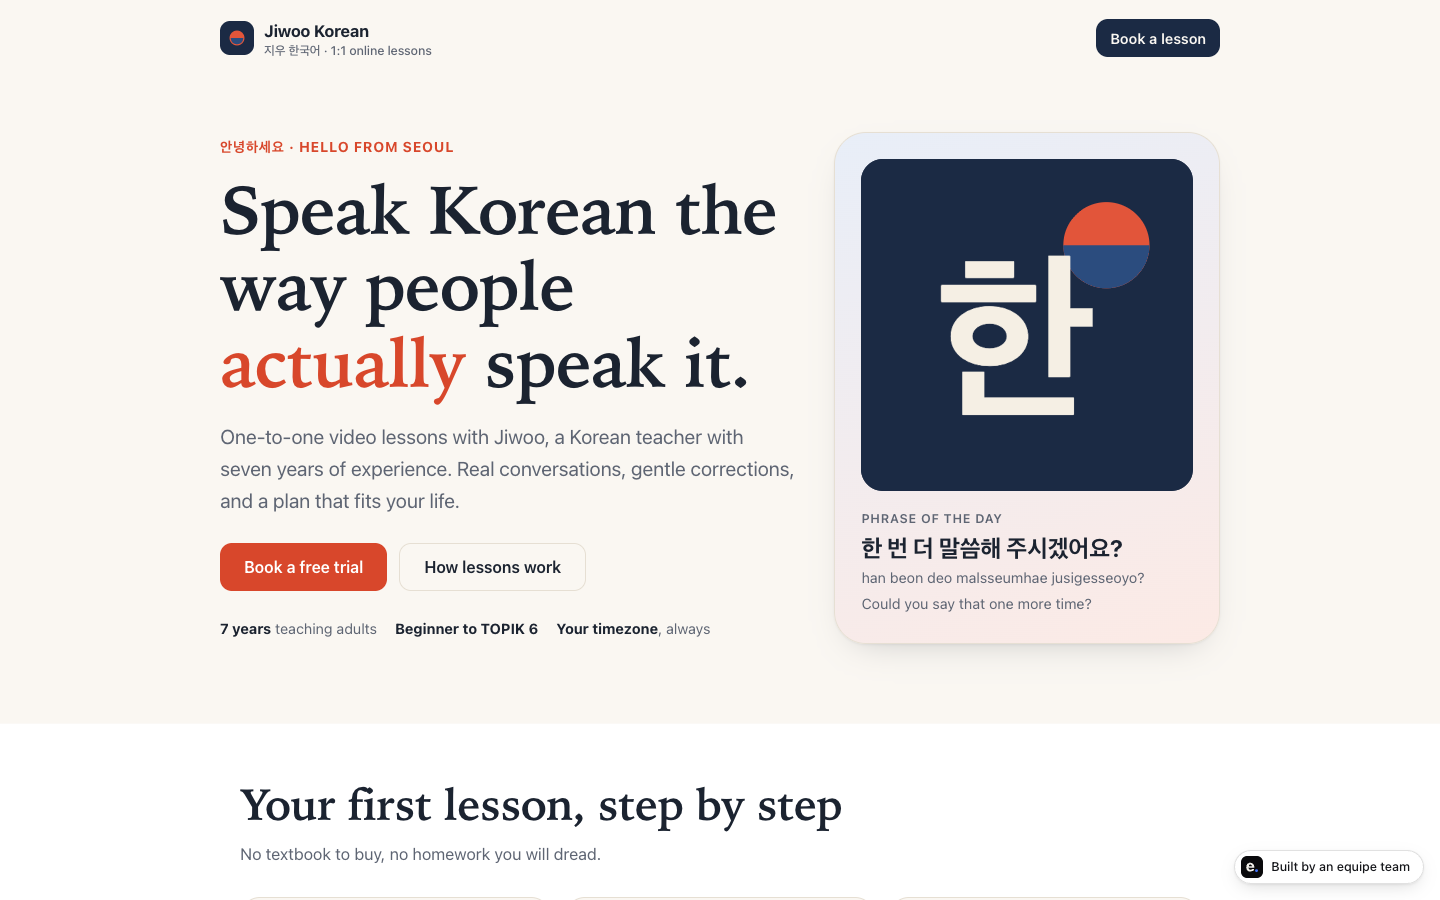 Jiwoo Korean
지우 한국어 · 1:1 online lessons
Book a lesson
안녕하세요 · HELLO FROM SEOUL
Speak Korean the
way people
actually speak it.
One-to-one video lessons with Jiwoo, a Korean teacher with
seven years of experience. Real conversations, gentle corrections,
and a plan that fits your life.
Book a free trial
How lessons work
7 years teaching adults
Beginner to TOPIK 6
Your timezone, always
한
PHRASE OF THE DAY
한 번 더 말씀해 주시겠어요?
han beon deo malsseumhae jusigesseoyo?
Could you say that one more time?
Your first lesson, step by step
No textbook to buy, no homework you will dread.
e.
Built by an equipe team